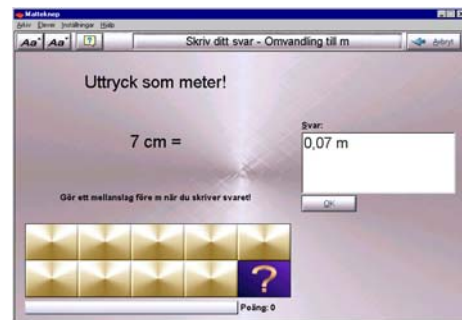 Matteknep
Arkiv Elever Inställningar Hjälp
Aa+ Aa+ ? Skriv ditt svar - Omvandling till m Avbryt
Uttryck som meter!
7 cm =
Svar:
0,07 m
OK
Gör ett mellanslag före m när du skriver svaret!
?
Poäng: 0